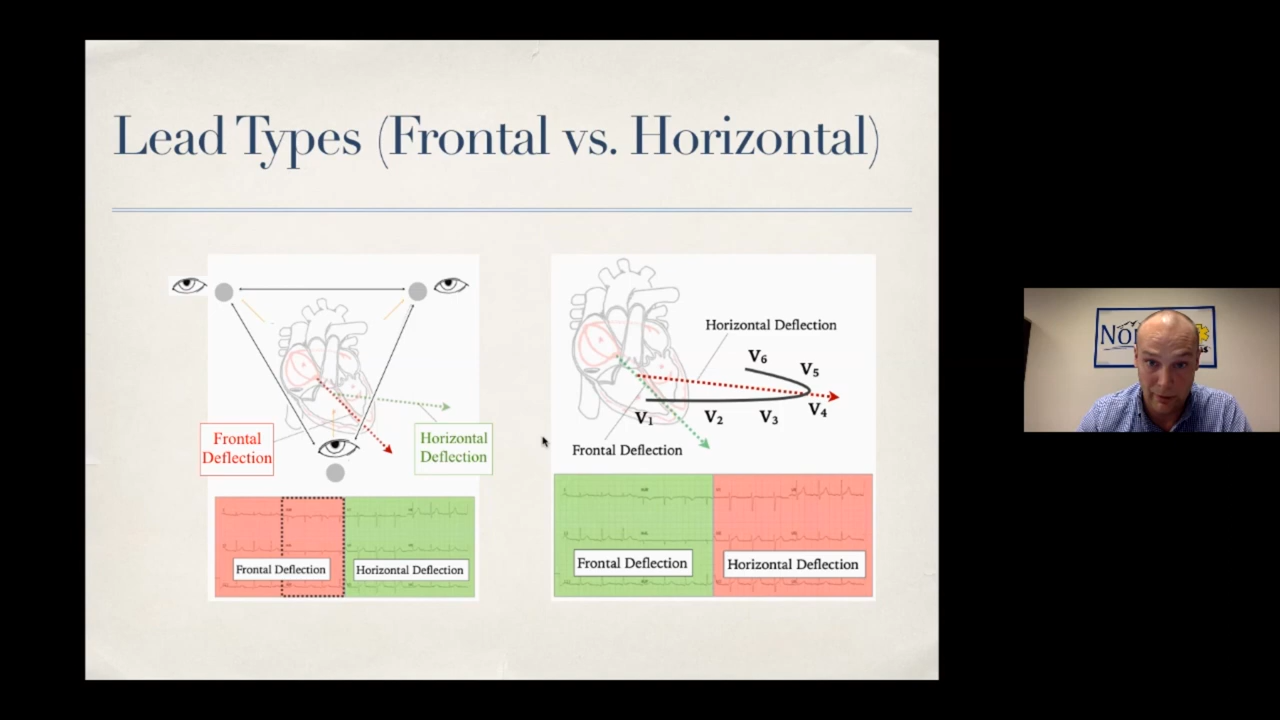 Lead Types (Frontal vs. Horizontal)
Frontal
Deflection
Horizontal
Deflection
Frontal Deflection
Horizontal Deflection
Horizontal Deflection
V6
V5
V4
V1
V2
V3
Frontal Deflection
Frontal Deflection
Horizontal Deflection